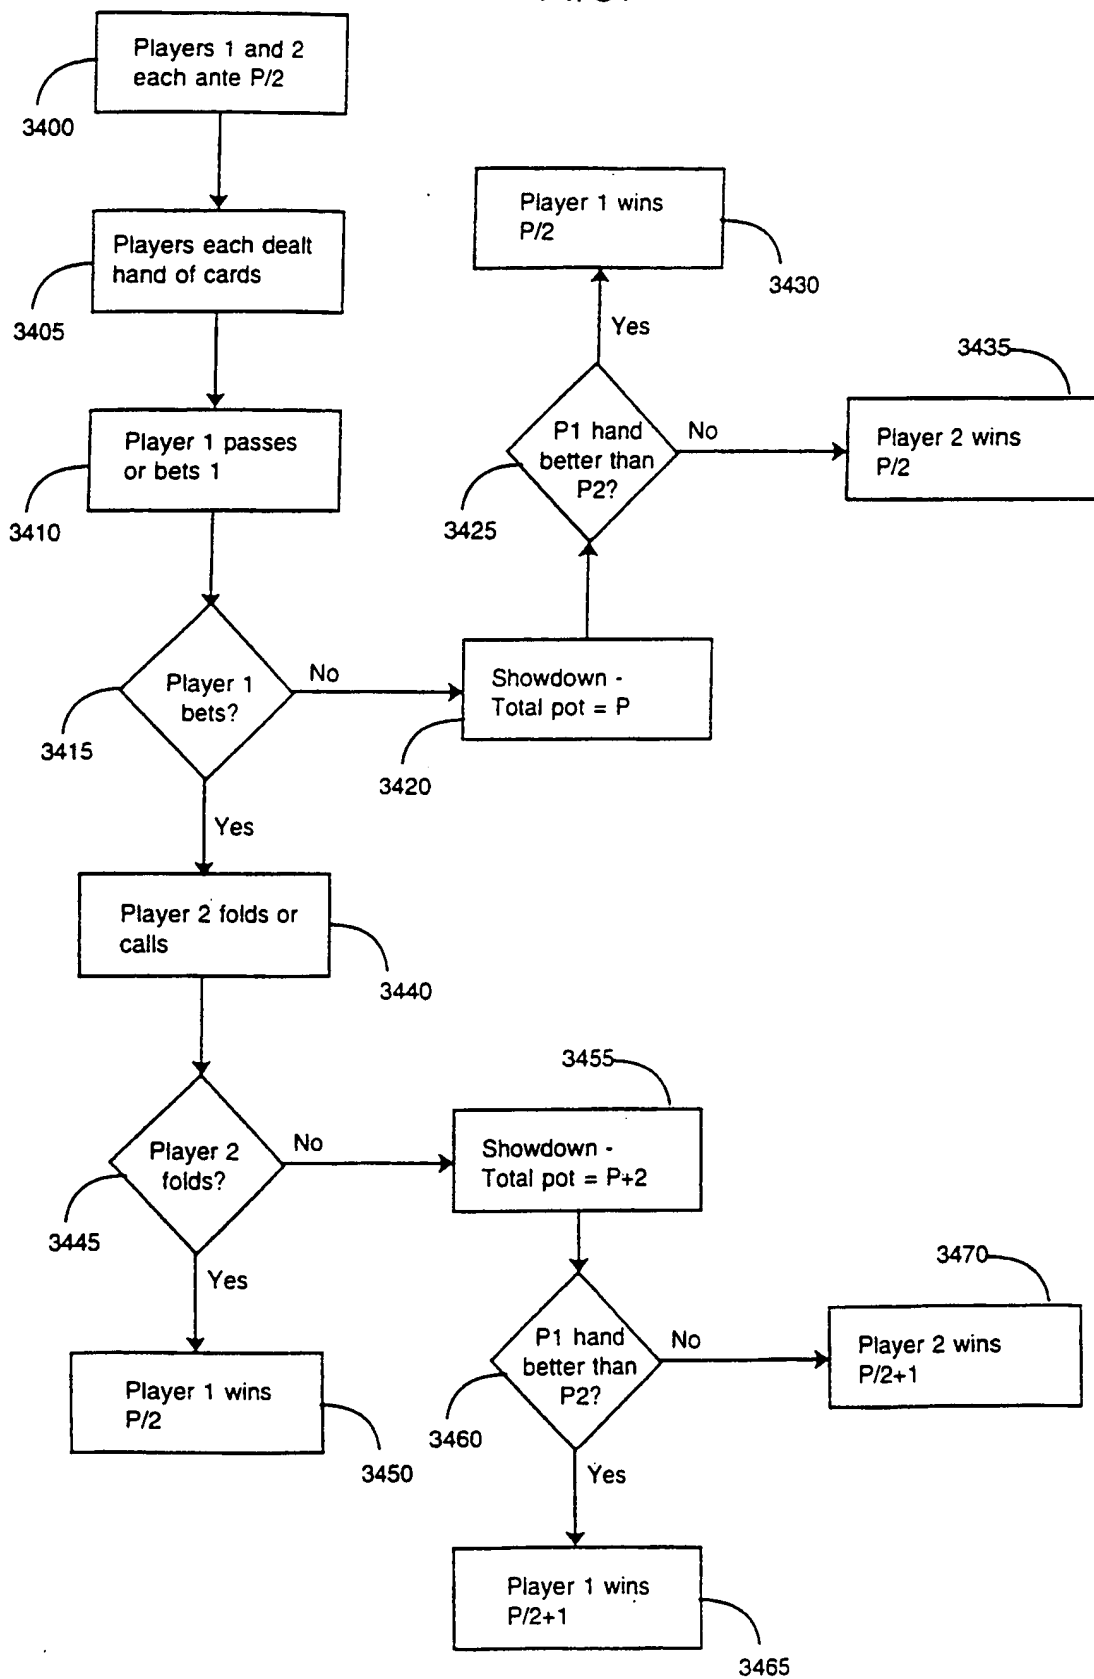 Players 1 and 2
each ante P/2
3400
Players each dealt
hand of cards
3405
Player 1 passes
or bets 1
3410
Player 1
bets?
3415
No
Showdown -
Total pot = P
3420
P1 hand
better than
P2?
3425
Yes
Player 1 wins
P/2
3430
No
3435
Player 2 wins
P/2
Yes
Player 2 folds or
calls
3440
Player 2
folds?
3445
No
3455
Showdown -
Total pot = P+2
Yes
Player 1 wins
P/2
3450
P1 hand
better than
P2?
3460
No
3470
Player 2 wins
P/2+1
Yes
Player 1 wins
P/2+1
3465